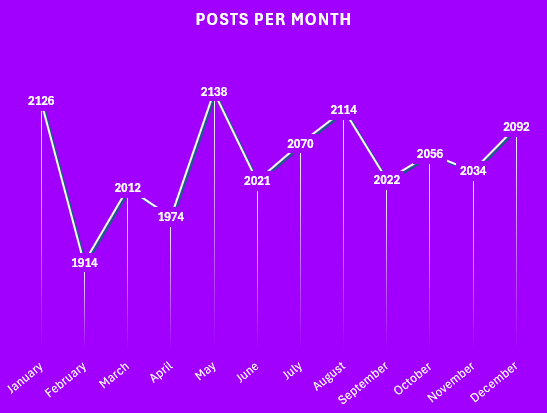 POSTS PER MONTH
2126
1914
2012
1974
2138
2021
2070
2114
2022
2056
2034
2092
January
February
March
April
May
June
July
August
September
October
November
December